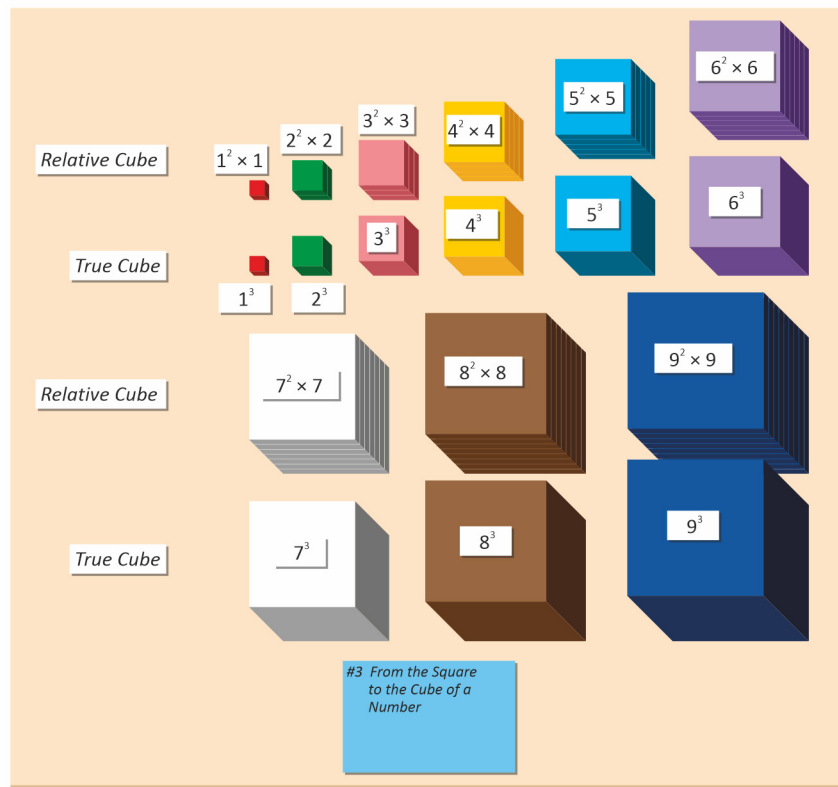 6² × 6
5² × 5
3² × 3
4² × 4
2² × 2
Relative Cube
1² × 1
6³
5³
4³
3³
True Cube
1³
2³
9² × 9
8² × 8
7² × 7
Relative Cube
9³
8³
7³
True Cube
#3 From the Square
to the Cube of a
Number